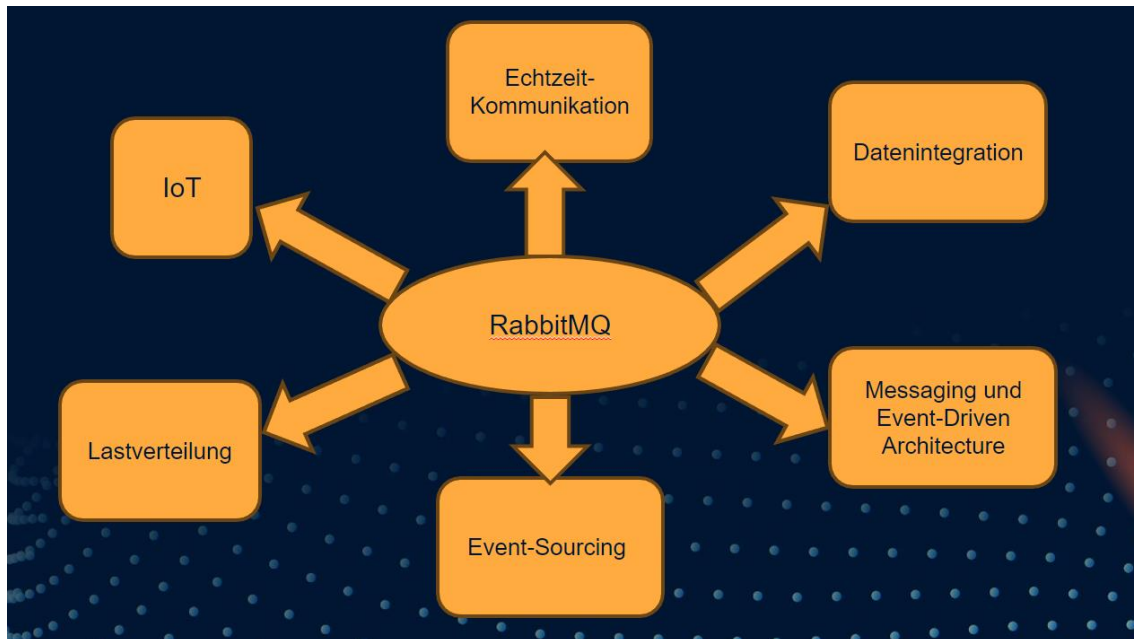 Echtzeit-
Kommunikation
Datenintegration
IoT
RabbitMQ
Messaging und
Event-Driven
Architecture
Lastverteilung
Event-Sourcing